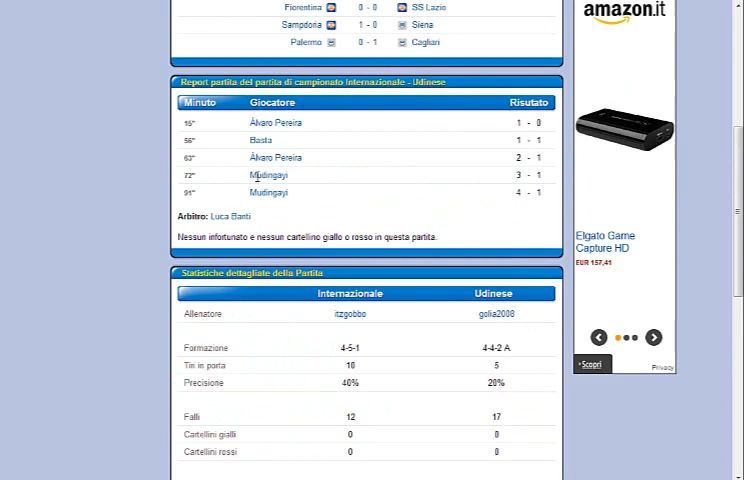 Fiorentina 0 - 0 SS Lazio
Sampdoria 1 - 0 Siena
Palermo 0 - 1 Cagliari
Report partita del partita di campionato Internazionale - Udinese
Minuto Giocatore Risutato
15" Álvaro Pereira 1 - 0
56" Basta 1 - 1
63" Álvaro Pereira 2 - 1
72" Mudingayi 3 - 1
91" Mudingayi 4 - 1
Arbitro: Luca Banti
Nessun infortunato e nessun cartellino giallo o rosso in questa partita.
Statistiche dettagliate della Partita
Internazionale Udinese
Allenatore itzgobbo golia2008
Formazione 4-5-1 4-4-2 A
Tiri in porta 10 5
Precisione 40% 20%
Falli 12 17
Cartellini gialli 0 0
Cartellini rossi 0 0
amazon.it
Elgato Game
Capture HD
EUR 157,41
Scopri
Privacy